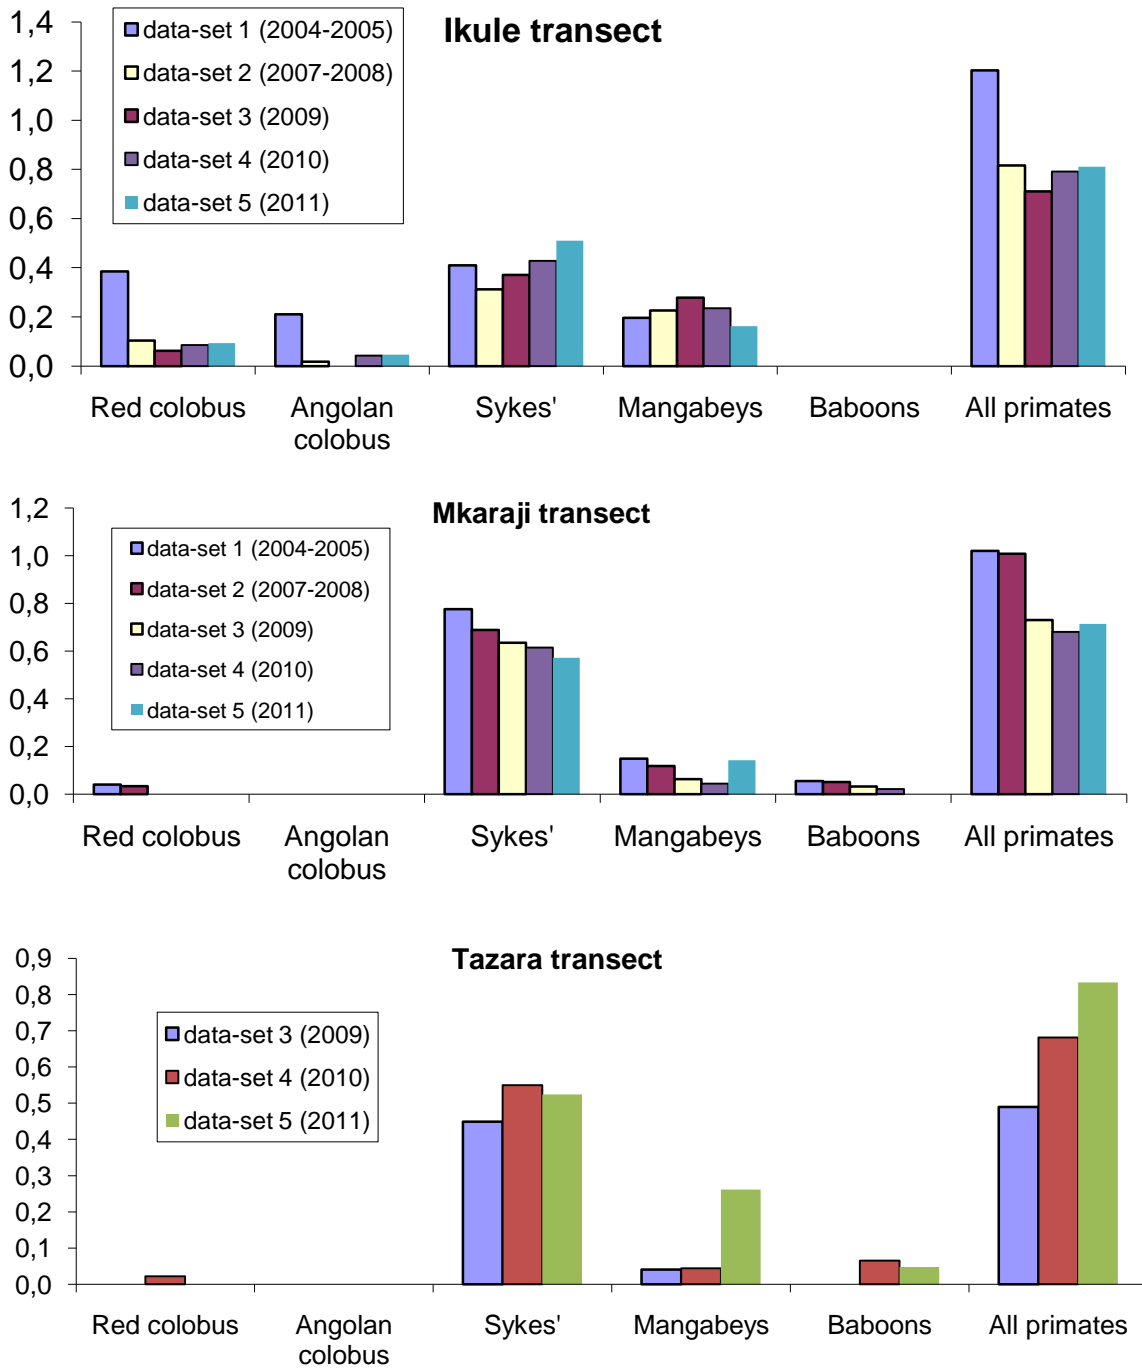 Ikule transect
1,4
1,2
1,0
0,8
0,6
0,4
0,2
0,0
data-set 1 (2004-2005)
data-set 2 (2007-2008)
data-set 3 (2009)
data-set 4 (2010)
data-set 5 (2011)
Red colobus Angolan Sykes' Mangabeys Baboons All primates
colobus
Mkaraji transect
1,2
1,0
0,8
0,6
0,4
0,2
0,0
data-set 1 (2004-2005)
data-set 2 (2007-2008)
data-set 3 (2009)
data-set 4 (2010)
data-set 5 (2011)
Red colobus Angolan Sykes' Mangabeys Baboons All primates
colobus
Tazara transect
0,9
0,8
0,7
0,6
0,5
0,4
0,3
0,2
0,1
0,0
data-set 3 (2009)
data-set 4 (2010)
data-set 5 (2011)
Red colobus Angolan Sykes' Mangabeys Baboons All primates
colobus